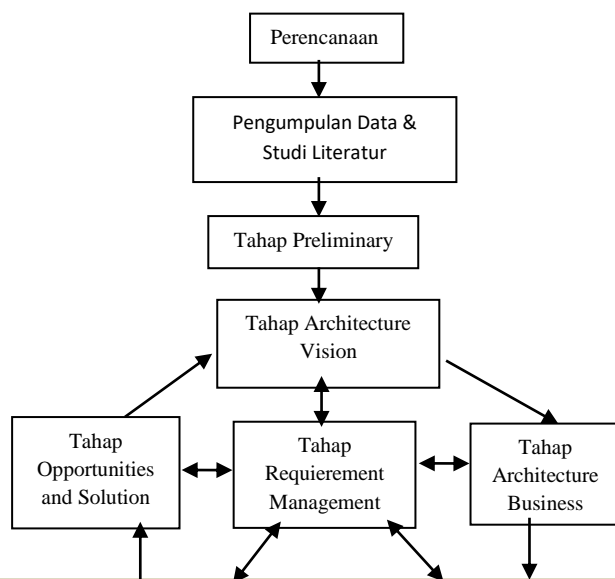 Perencanaan
Pengumpulan Data &
Studi Literatur
Tahap Preliminary
Tahap Architecture
Vision
Tahap
Opportunities
and Solution
Tahap
Requierement
Management
Tahap
Architecture
Business